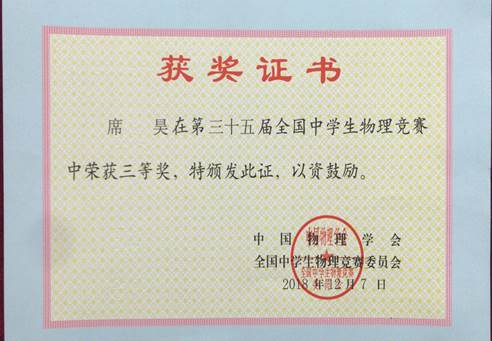 获奖证书
席 昊在第三十五届全国中学生物理竞赛
中荣获三等奖，特颁发此证，以资鼓励。
中国物理学会
全国中学生物理竞赛委员会
2018年12月7日